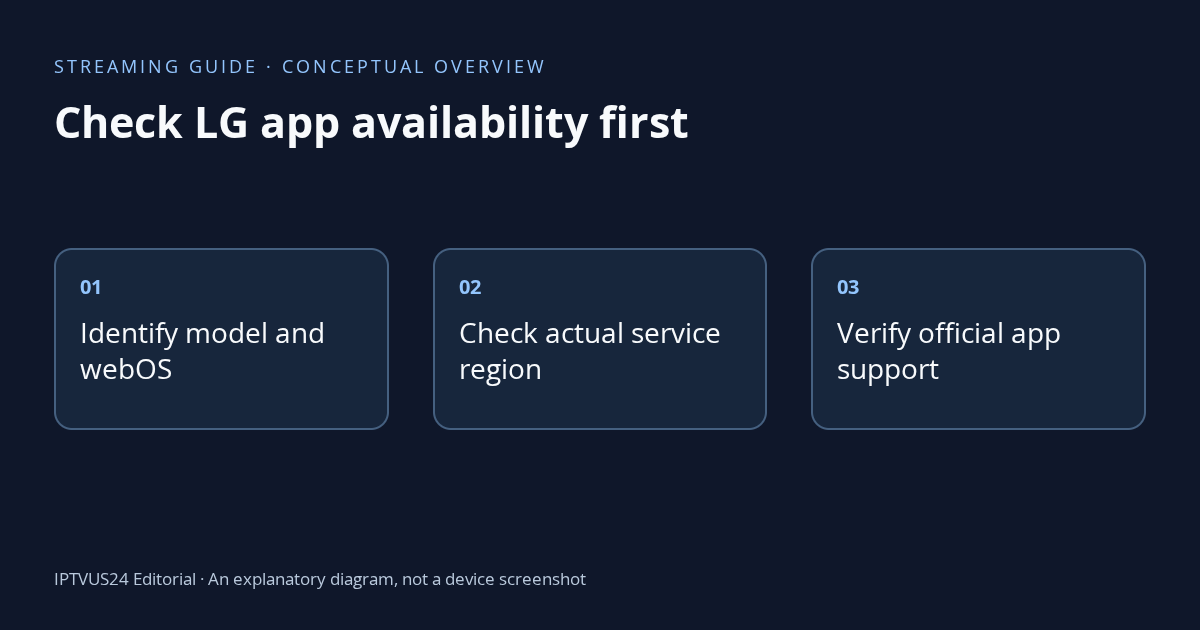 STREAMING GUIDE · CONCEPTUAL OVERVIEW
Check LG app availability first
01
Identify model and
webOS
02
Check actual service
region
03
Verify official app
support
IPTVUS24 Editorial · An explanatory diagram, not a device screenshot